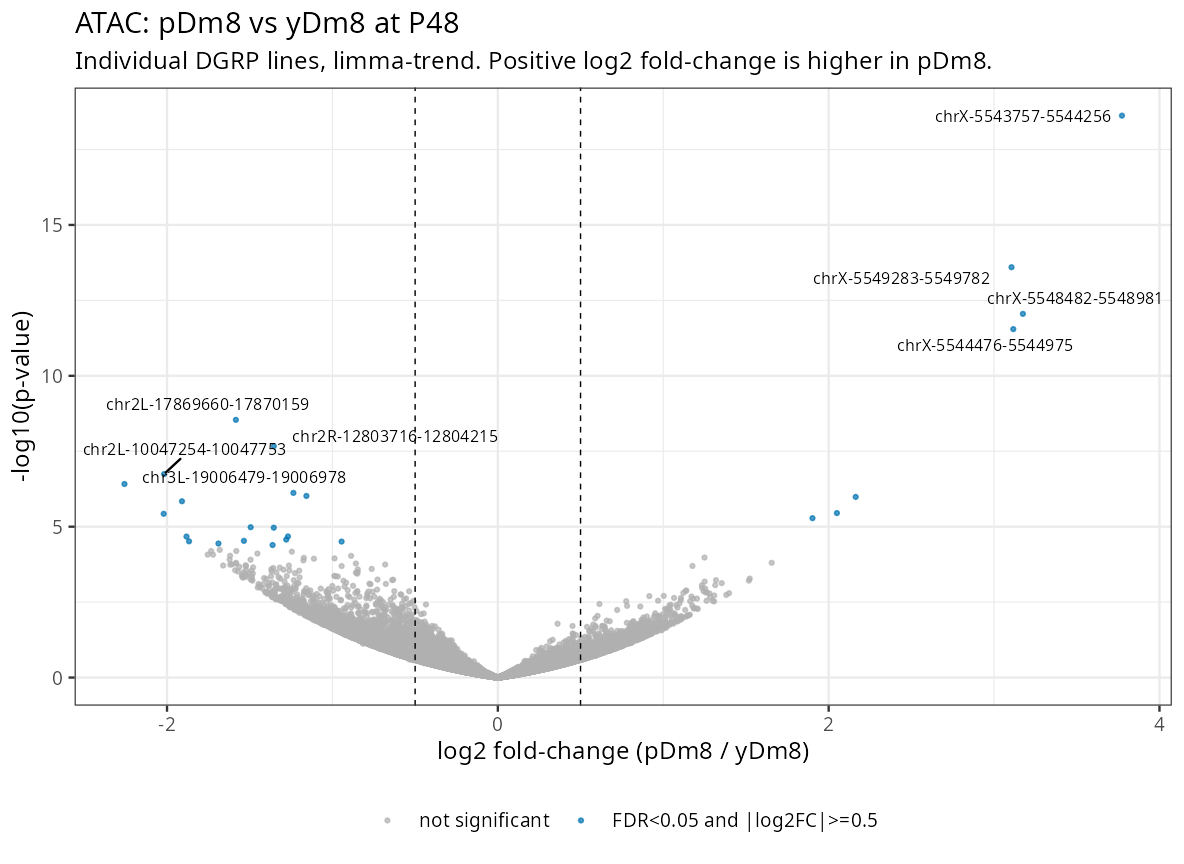 ATAC: pDm8 vs yDm8 at P48
Individual DGRP lines, limma-trend. Positive log2 fold-change is higher in pDm8.
chrX-5543757-5544256
chrX-5549283-5549782
chrX-5548482-5548981
chrX-5544476-5544975
chr2L-17869660-17870159
chr2R-12803716-12804215
chr2L-10047254-10047753
chr3L-19006479-19006978
-log10(p-value)
15
10
5
0
-2
0
2
4
log2 fold-change (pDm8 / yDm8)
not significant
FDR<0.05 and |log2FC|>=0.5